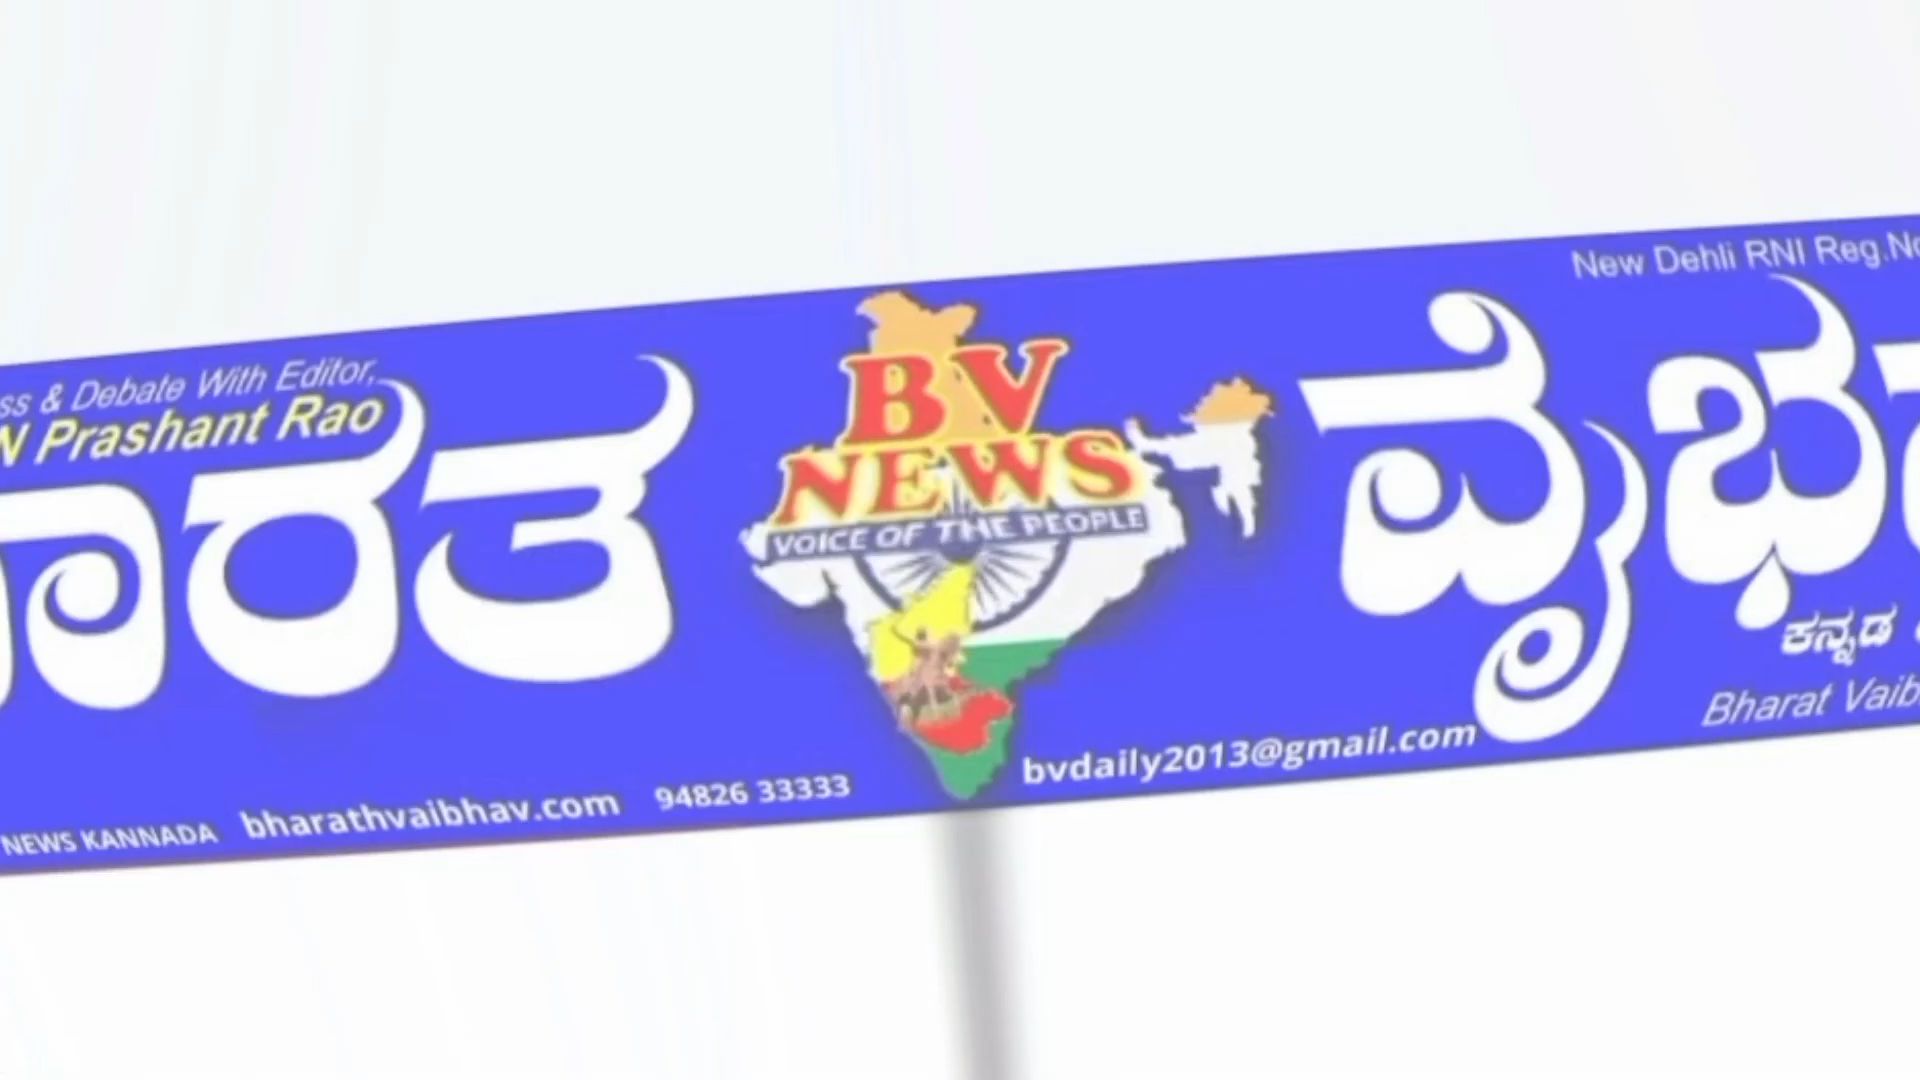 ss & Debate With Editor,
N Prashant Rao
ಾರತ
BV
NEWS
VOICE OF THE PEOPLE
New Dehli RNI Reg.No
ವೈಭ
ಕನ್ನಡ
Bharat Vaib
NEWS KANNADA bharathvaibhav.com 94826 33333 bvdaily2013@gmail.com